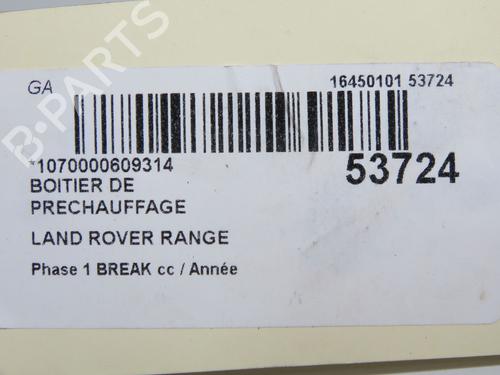 GA
16450101 53724
*1070000609314
53724
BOITIER DE
PRECHAUFFAGE
LAND ROVER RANGE
Phase 1 BREAK cc / Année
B-PARTS